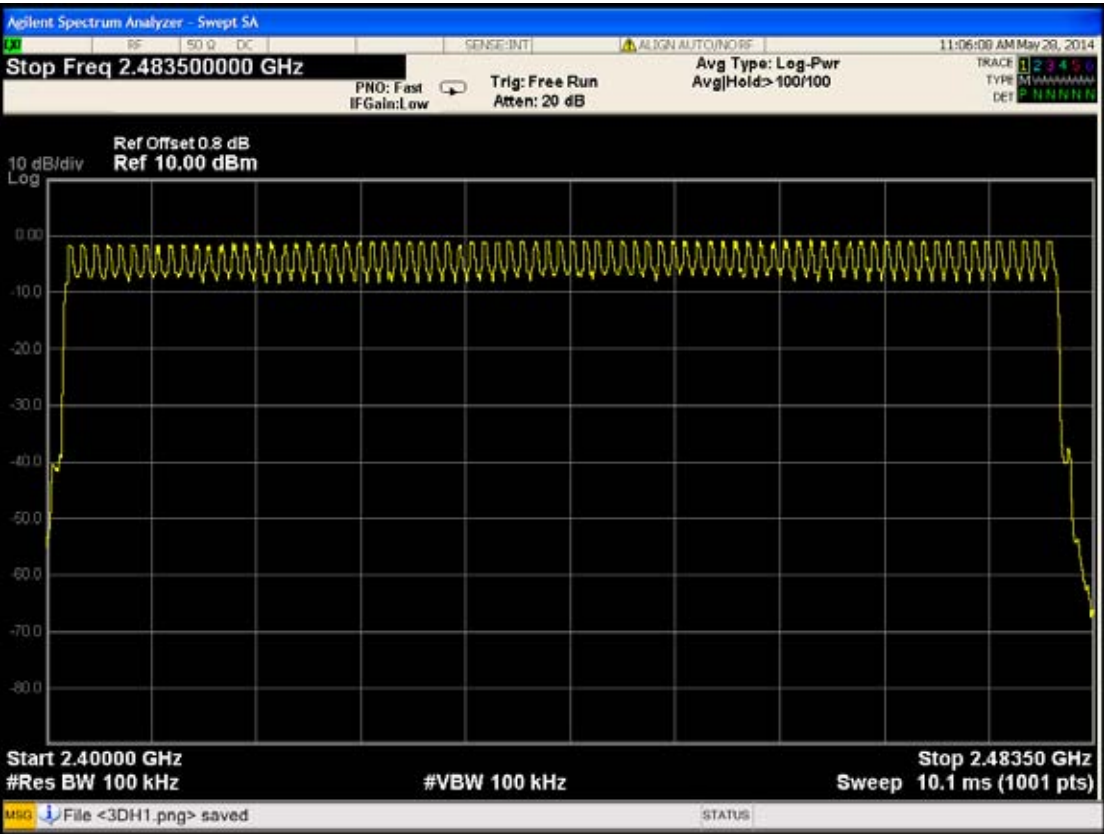 Agilent Spectrum Analyzer - Swept SA
RF 50 Ω DC SENSE:INT ALIGN AUTO/NO RF 11:06:08 AM May 28, 2014
Stop Freq 2.483500000 GHz
PNO: Fast
IFGain:Low
Trig: Free Run
Atten: 20 dB
Avg Type: Log-Pwr
Avg|Hold:>100/100
TRACE 1 2 3 4 5 6
TYPE M
DET P N N N N N
Ref Offset 0.8 dB
10 dB/div Ref 10.00 dBm
Log
0.00
-10.0
-20.0
-30.0
-40.0
-50.0
-60.0
-70.0
-80.0
Start 2.40000 GHz Stop 2.48350 GHz
#Res BW 100 kHz #VBW 100 kHz Sweep 10.1 ms (1001 pts)
MSG File <3DH1.png> saved STATUS